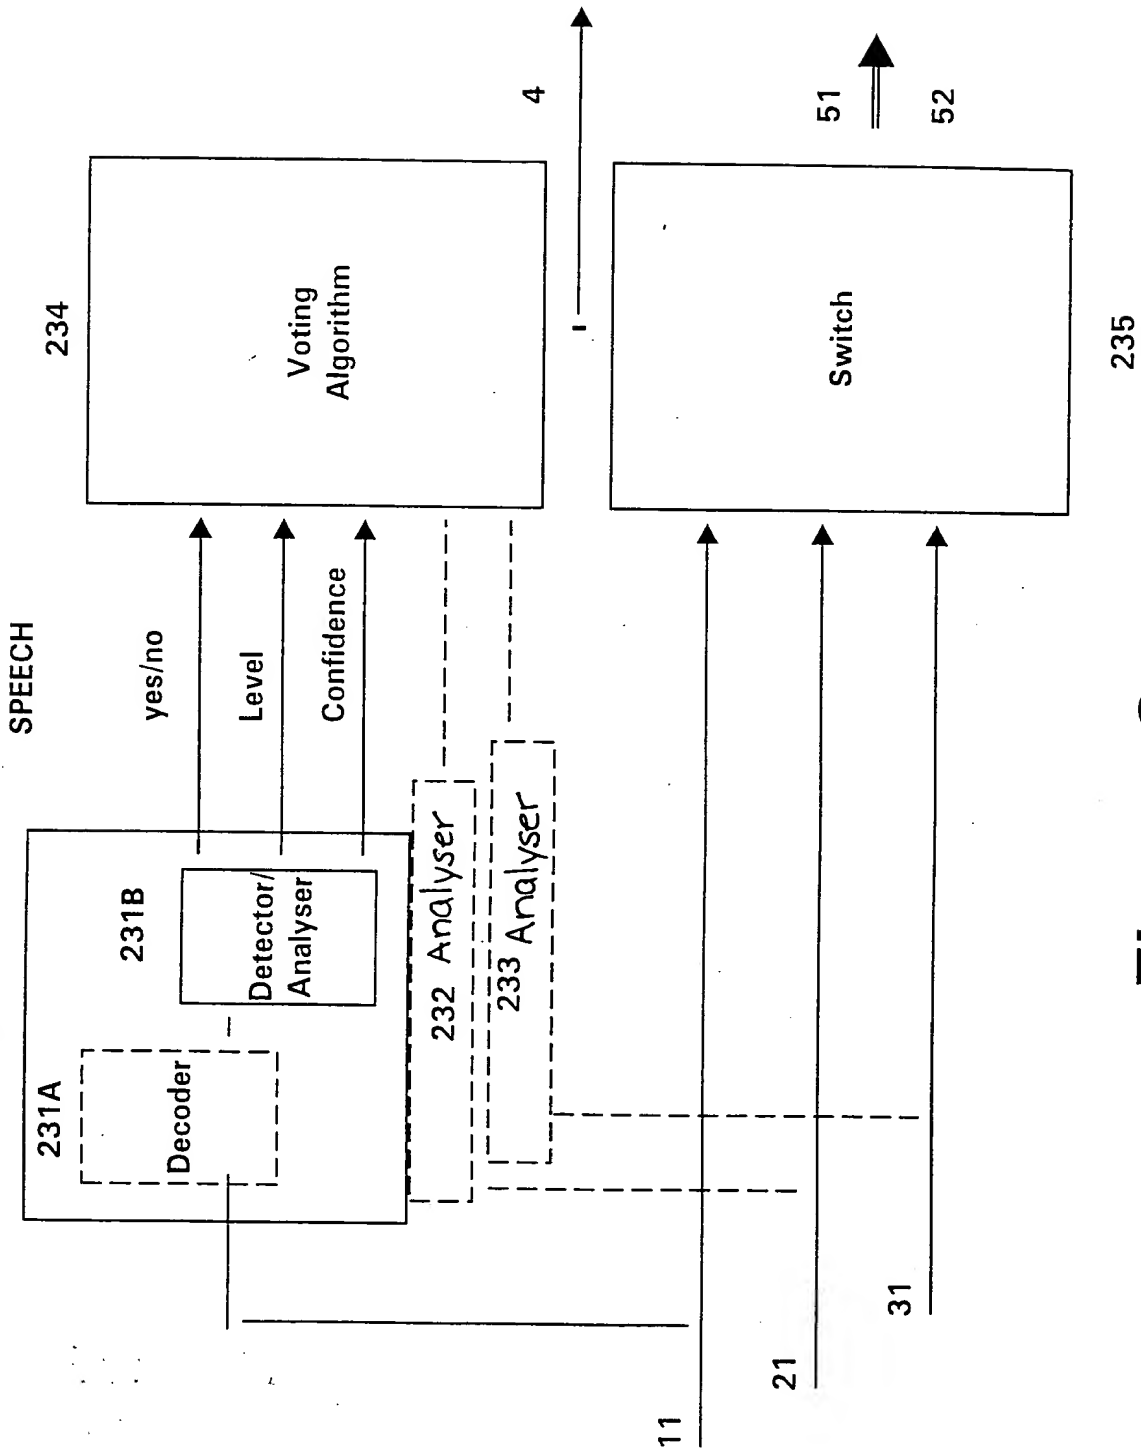 SPEECH
234
231A
231B
yes/no
Level
Confidence
Decoder
Detector/
Analyser
Voting
Algorithm
232 Analyser
233 Analyser
4
51
52
Switch
235
11
21
31